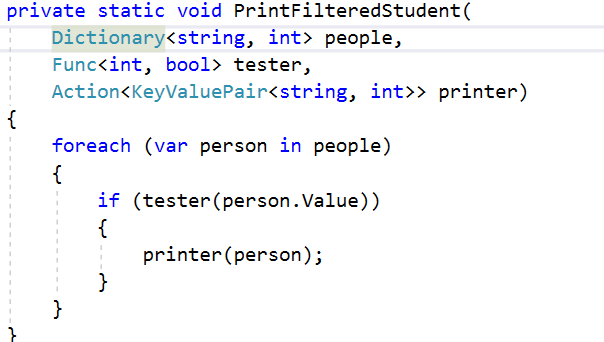 private static void PrintFilteredStudent(
    Dictionary<string, int> people,
    Func<int, bool> tester,
    Action<KeyValuePair<string, int>> printer)
{
    foreach (var person in people)
    {
        if (tester(person.Value))
        {
            printer(person);
        }
    }
}